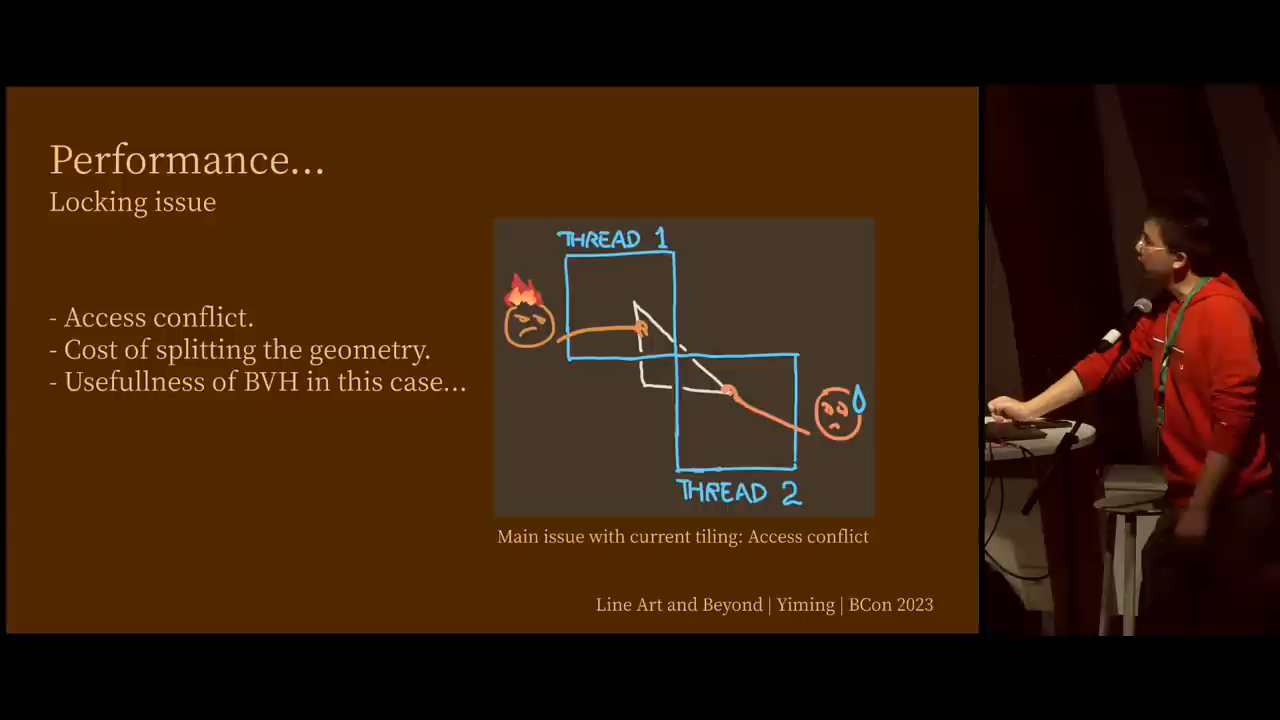 Performance...
Locking issue
- Access conflict.
- Cost of splitting the geometry.
- Usefullness of BVH in this case...
THREAD 1
THREAD 2
Main issue with current tiling: Access conflict
Line Art and Beyond | Yiming | BCon 2023